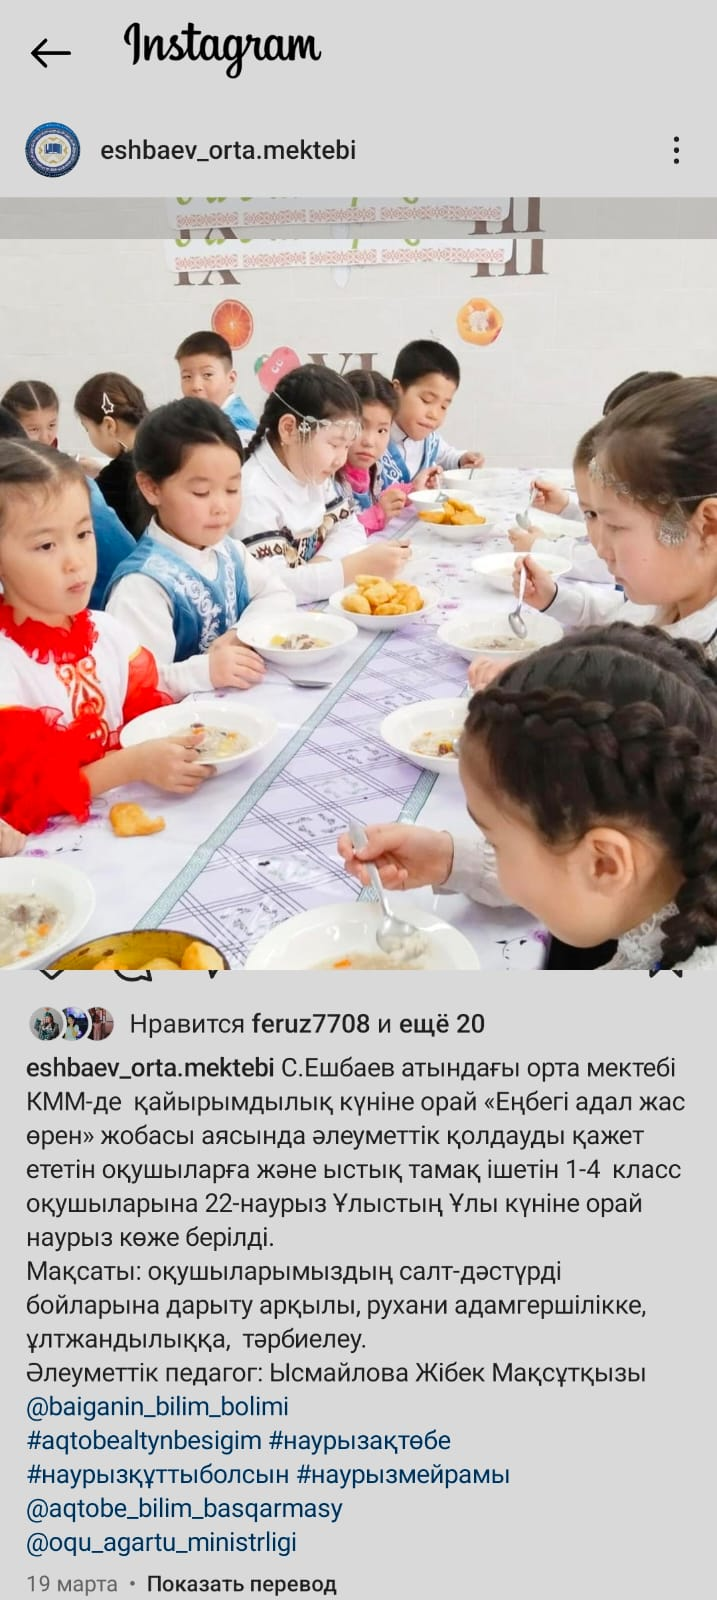 Instagram
eshbaev_orta.mektebi
IX
III
VI
Нравится feruz7708 и ещё 20
eshbaev_orta.mektebi С.Ешбаев атындағы орта мектебі
КММ-де қайырымдылық күніне орай «Еңбегі адал жас
өрен» жобасы аясында әлеуметтік қолдауды қажет
ететін оқушыларға және ыстық тамақ ішетін 1-4 класс
оқушыларына 22-наурыз Ұлыстың Ұлы күніне орай
наурыз көже берілді.
Мақсаты: оқушыларымыздың салт-дәстүрді
бойларына дарыту арқылы, рухани адамгершілікке,
ұлтжандылыққа, тәрбиелеу.
Әлеуметтік педагог: Ысмайлова Жібек Мақсұтқызы
@baiganin_bilim_bolimi
#aqtobealtynbesigim #наурызақтөбе
#наурызқұттыболсын #наурызмейрамы
@aqtobe_bilim_basqarmasy
@oqu_agartu_ministrligi
19 марта • Показать перевод